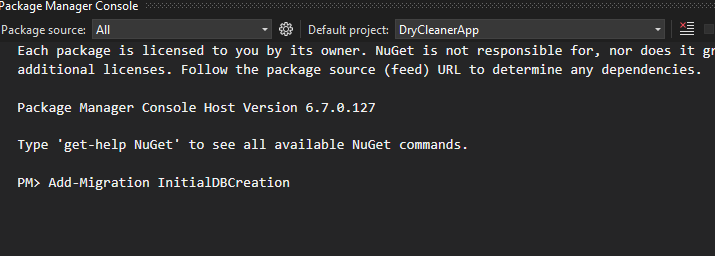 Package Manager Console
Package source: All Default project: DryCleanerApp
Each package is licensed to you by its owner. NuGet is not responsible for, nor does it
additional licenses. Follow the package source (feed) URL to determine any dependencies.
Package Manager Console Host Version 6.7.0.127
Type 'get-help NuGet' to see all available NuGet commands.
PM> Add-Migration InitialDBCreation